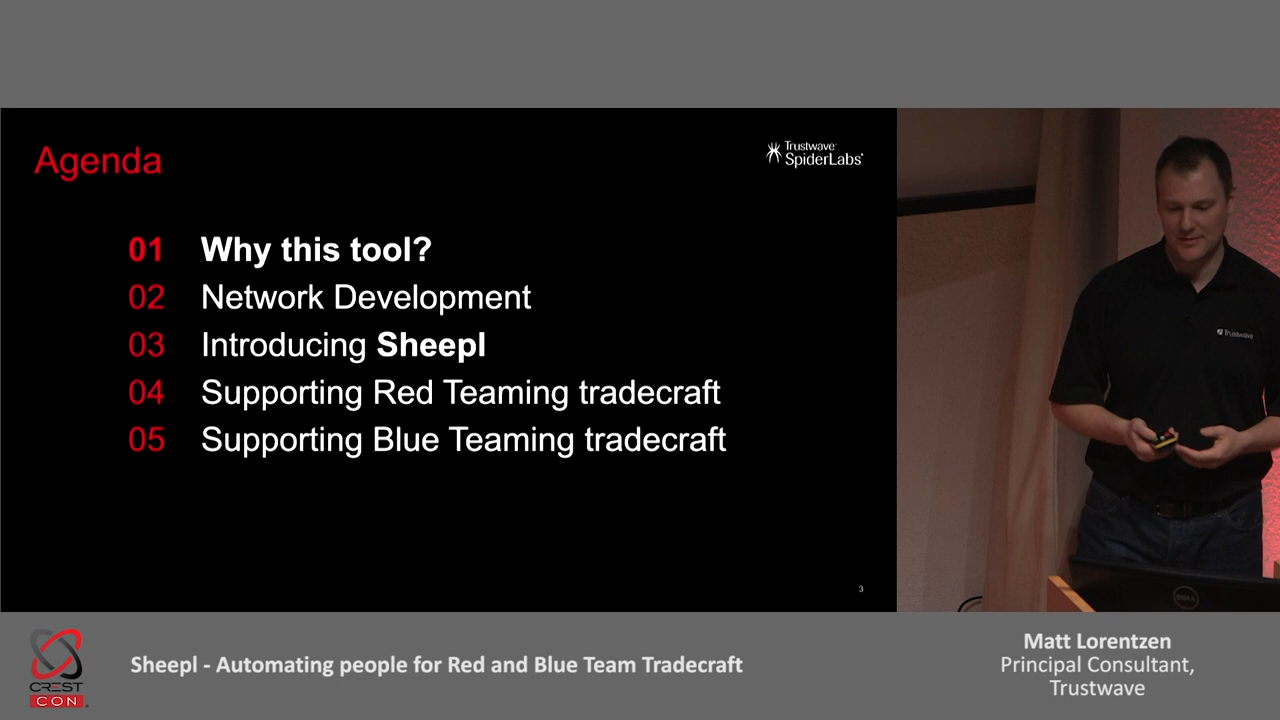 Agenda
Trustwave
SpiderLabs
01 Why this tool?
02 Network Development
03 Introducing Sheepl
04 Supporting Red Teaming tradecraft
05 Supporting Blue Teaming tradecraft
3
Trustwave
DELL
CREST
CON
Sheepl - Automating people for Red and Blue Team Tradecraft
Matt Lorentzen
Principal Consultant,
Trustwave